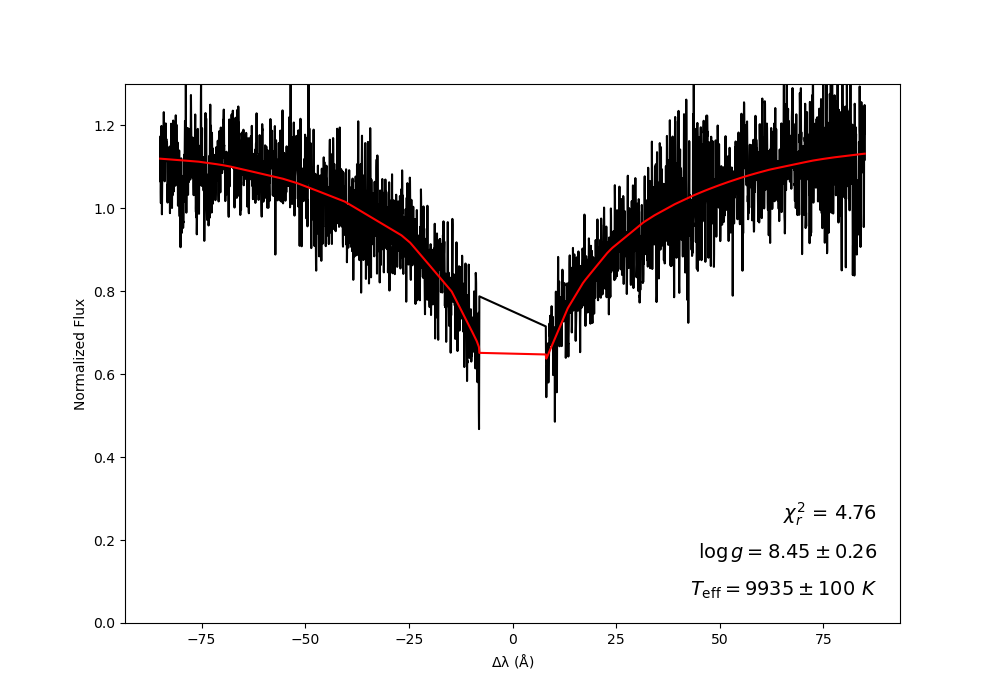 1.2
1.0
0.8
0.6
0.4
0.2
0.0
Normalized Flux
χ²ᵣ = 4.76
log g = 8.45 ± 0.26
T_eff = 9935 ± 100 K
−75
−50
−25
0
25
50
75
Δλ (Å)